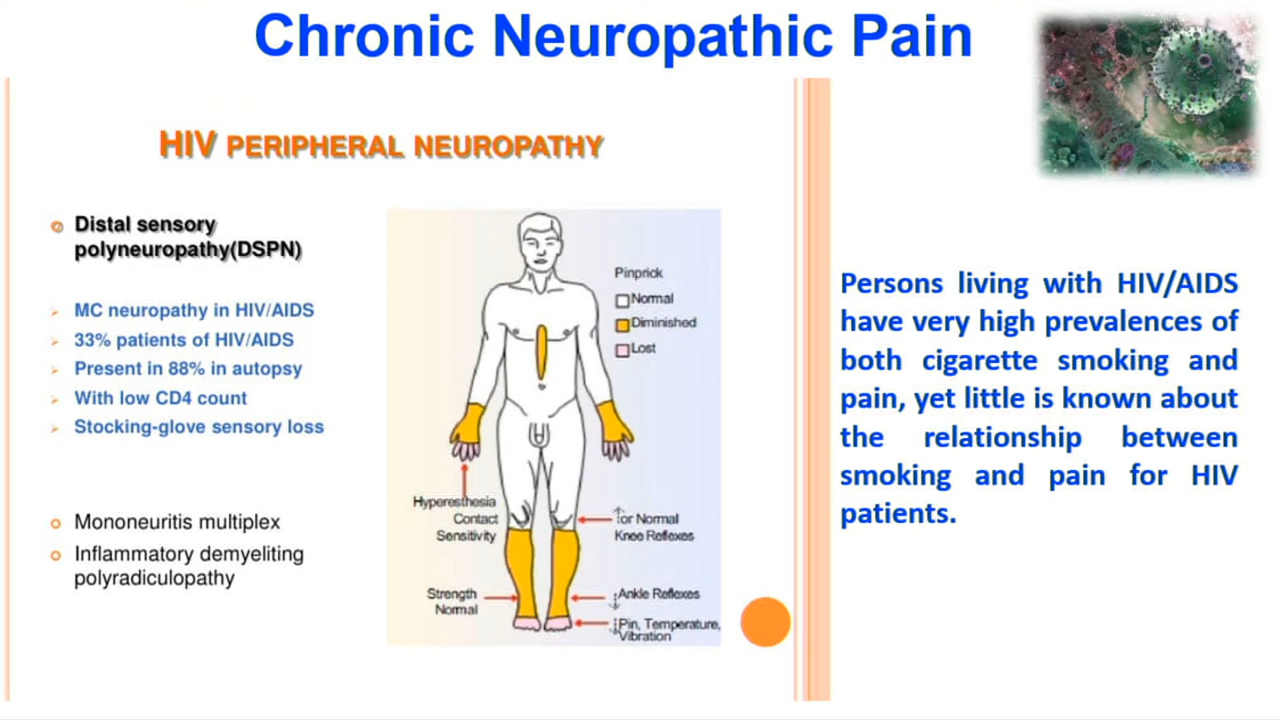 Chronic Neuropathic Pain
HIV PERIPHERAL NEUROPATHY
Distal sensory
polyneuropathy(DSPN)
MC neuropathy in HIV/AIDS
33% patients of HIV/AIDS
Present in 88% in autopsy
With low CD4 count
Stocking-glove sensory loss
Mononeuritis multiplex
Inflammatory demyeliting
polyradiculopathy
Pinprick
Normal
Diminished
Lost
Hyperesthesia
Contact
Sensitivity
↑or Normal
Knee Reflexes
Strength
Normal
↓Ankle Reflexes
↓Pin, Temperature,
Vibration
Persons living with HIV/AIDS
have very high prevalences of
both cigarette smoking and
pain, yet little is known about
the relationship between
smoking and pain for HIV
patients.